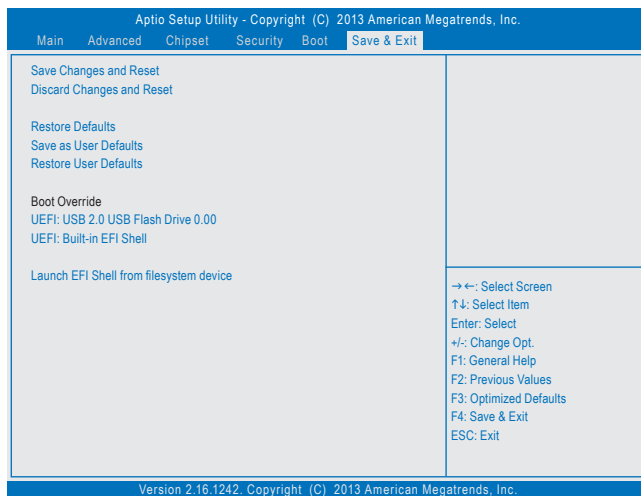 Aptio Setup Utility - Copyright (C) 2013 American Megatrends, Inc.
Main Advanced Chipset Security Boot Save & Exit
Save Changes and Reset
Discard Changes and Reset
Restore Defaults
Save as User Defaults
Restore User Defaults
Boot Override
UEFI: USB 2.0 USB Flash Drive 0.00
UEFI: Built-in EFI Shell
Launch EFI Shell from filesystem device
→←: Select Screen
↑↓: Select Item
Enter: Select
+/-: Change Opt.
F1: General Help
F2: Previous Values
F3: Optimized Defaults
F4: Save & Exit
ESC: Exit
Version 2.16.1242. Copyright (C) 2013 American Megatrends, Inc.